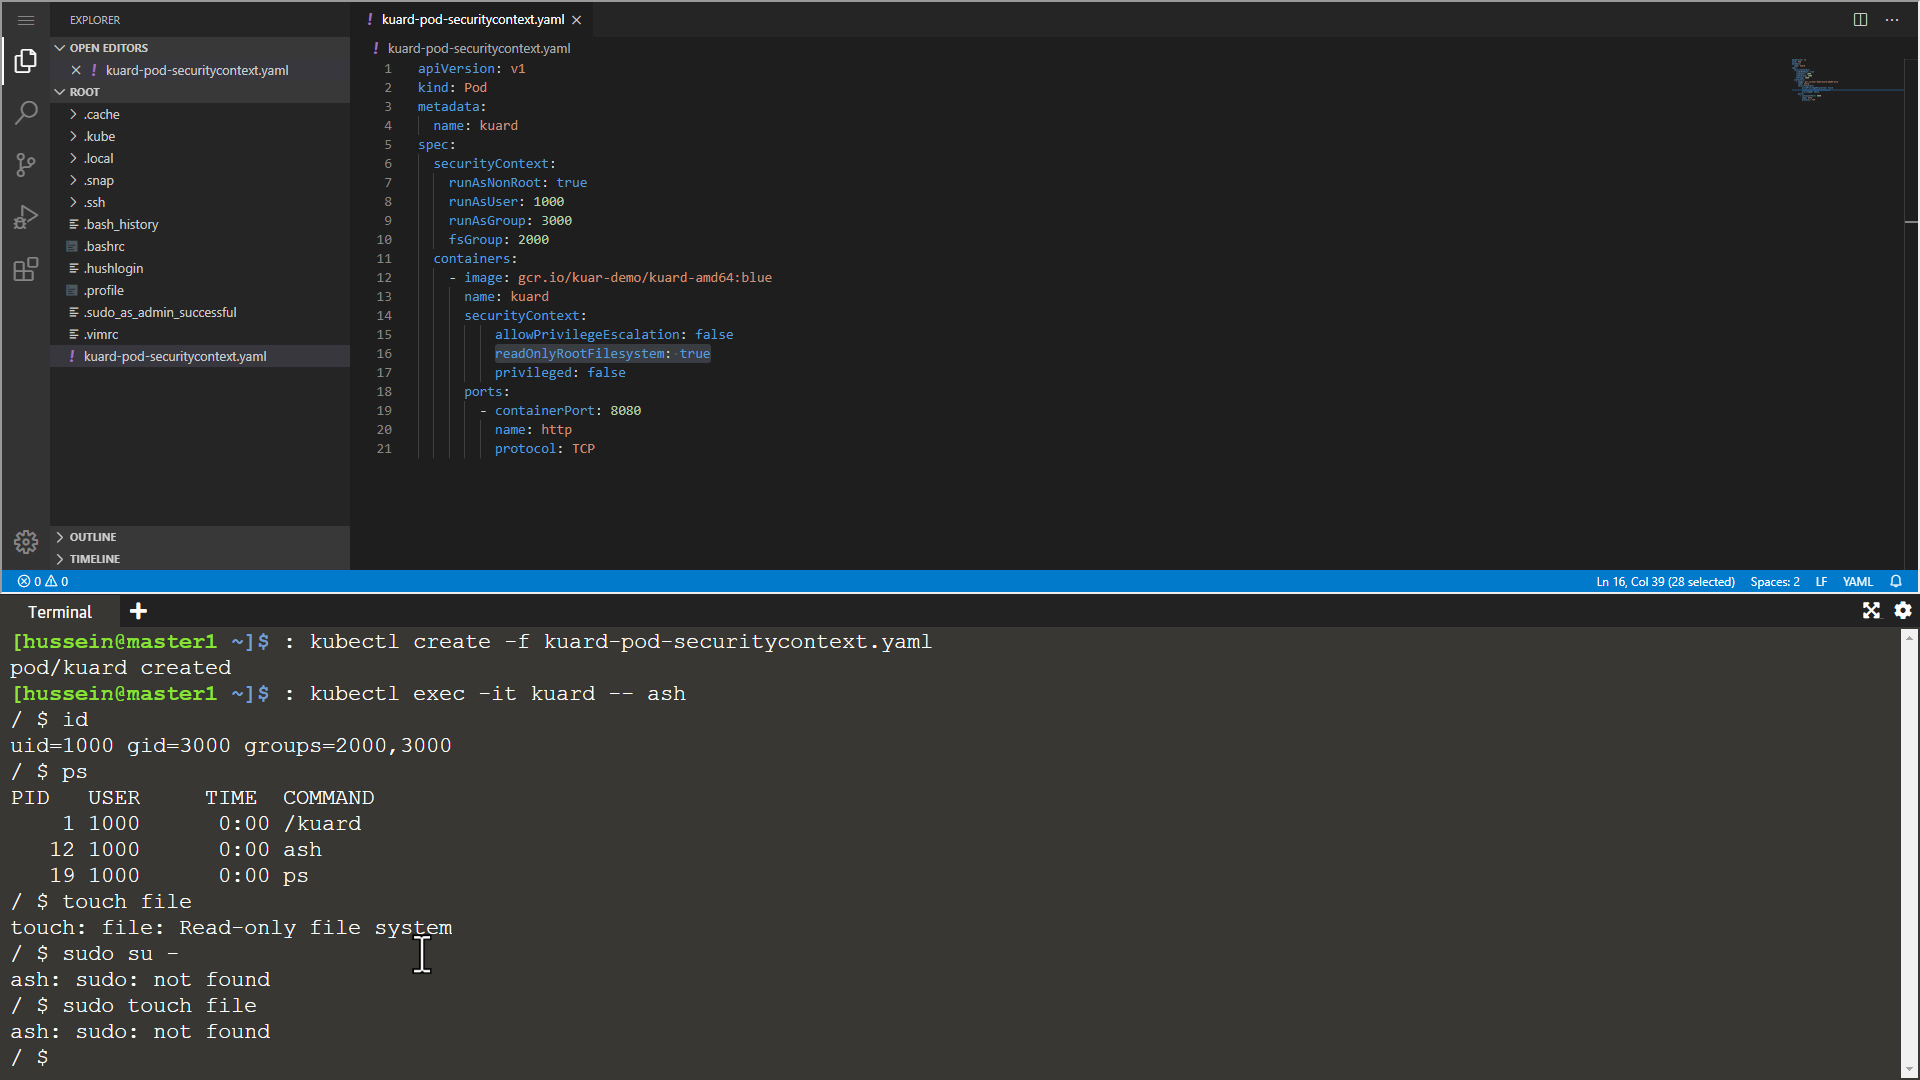 EXPLORER
OPEN EDITORS
kuard-pod-securitycontext.yaml
ROOT
.cache
.kube
.local
.snap
.ssh
.bash_history
.bashrc
.hushlogin
.profile
.sudo_as_admin_successful
.vimrc
! kuard-pod-securitycontext.yaml
OUTLINE
TIMELINE
! kuard-pod-securitycontext.yaml
! kuard-pod-securitycontext.yaml
1 apiVersion: v1
2 kind: Pod
3 metadata:
4 name: kuard
5 spec:
6 securityContext:
7 runAsNonRoot: true
8 runAsUser: 1000
9 runAsGroup: 3000
10 fsGroup: 2000
11 containers:
12 - image: gcr.io/kuar-demo/kuard-amd64:blue
13 name: kuard
14 securityContext:
15 allowPrivilegeEscalation: false
16 readOnlyRootFilesystem: true
17 privileged: false
18 ports:
19 - containerPort: 8080
20 name: http
21 protocol: TCP
0 0 Ln 16, Col 39 (28 selected) Spaces: 2 LF YAML
Terminal
[hussein@master1 ~]$ : kubectl create -f kuard-pod-securitycontext.yaml
pod/kuard created
[hussein@master1 ~]$ : kubectl exec -it kuard -- ash
/ $ id
uid=1000 gid=3000 groups=2000,3000
/ $ ps
PID USER TIME COMMAND
1 1000 0:00 /kuard
12 1000 0:00 ash
19 1000 0:00 ps
/ $ touch file
touch: file: Read-only file system
/ $ sudo su -
ash: sudo: not found
/ $ sudo touch file
ash: sudo: not found
/ $